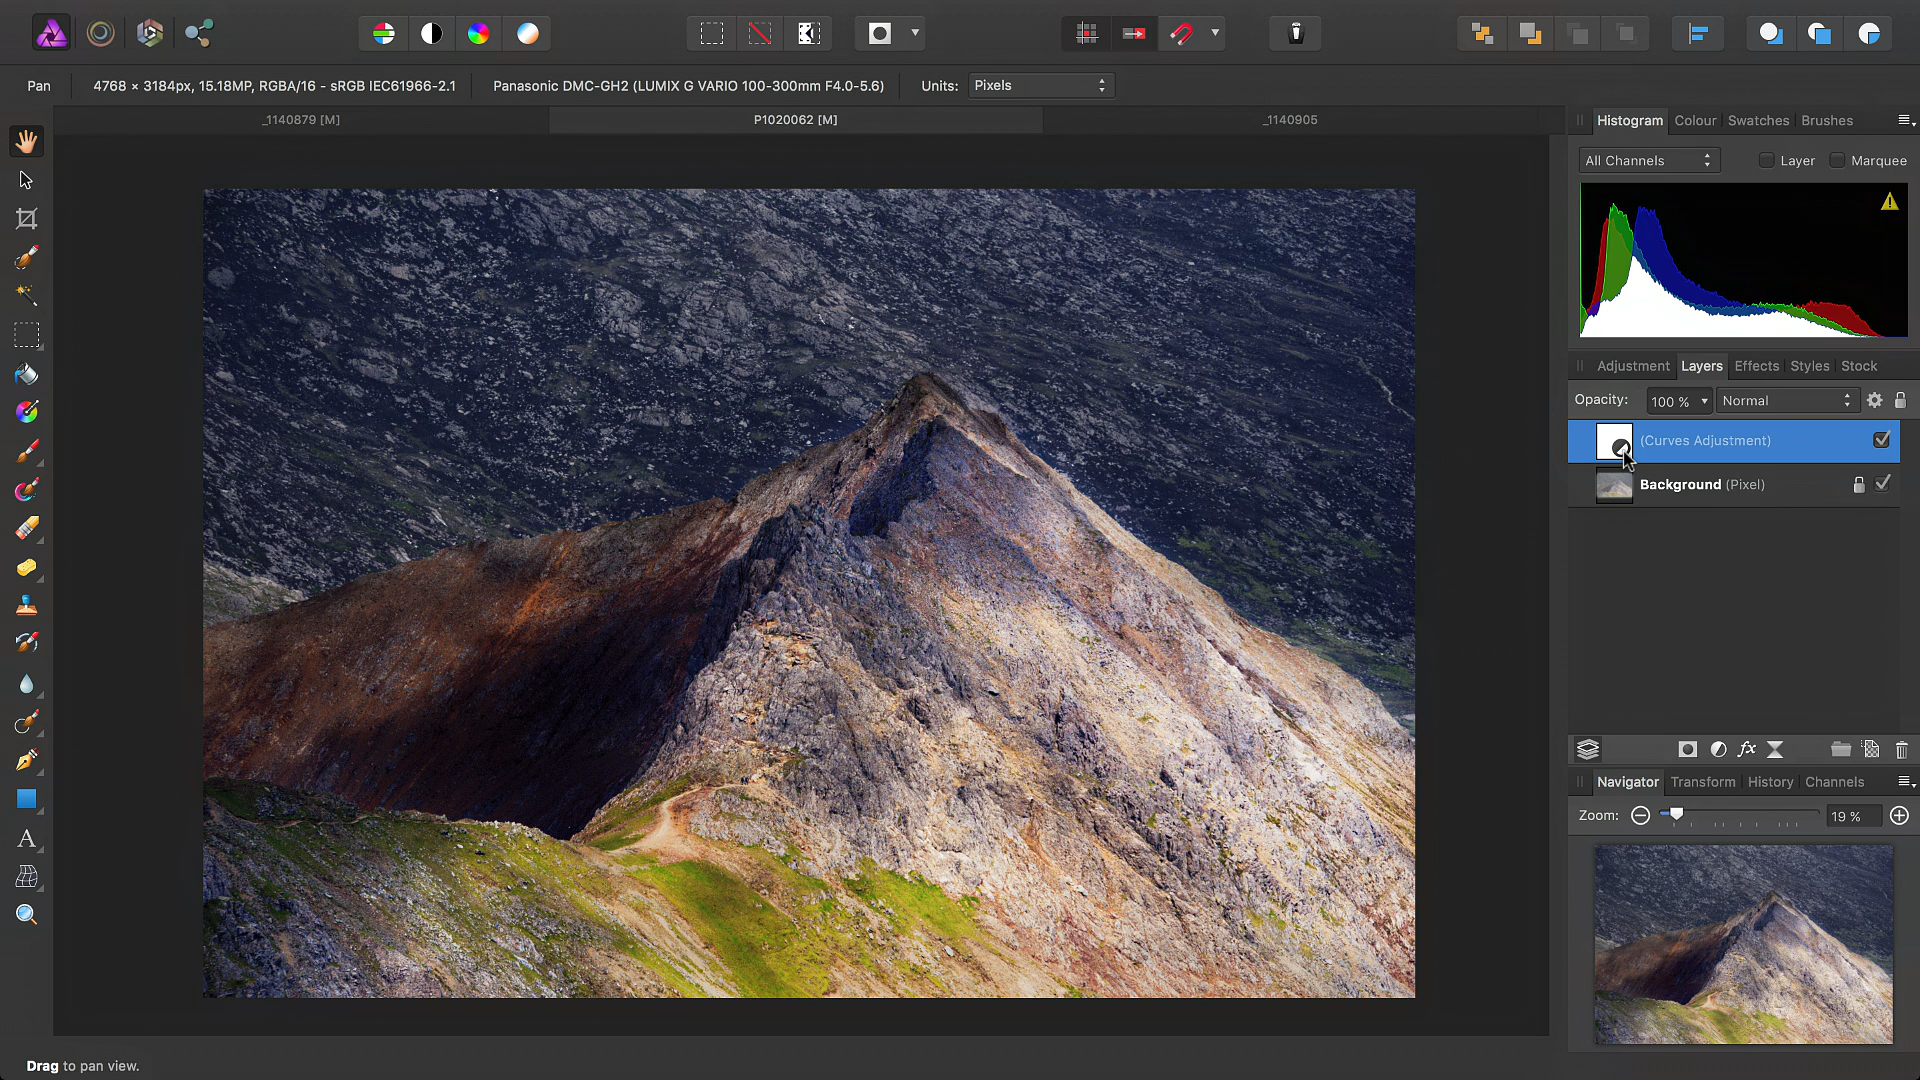 Pan
4768 × 3184px, 15.18MP, RGBA/16 - sRGB IEC61966-2.1
Panasonic DMC-GH2 (LUMIX G VARIO 100-300mm F4.0-5.6)
Units: Pixels
_1140879 [M]
P1020062 [M]
_1140905
Histogram Colour Swatches Brushes
All Channels Layer Marquee
Adjustment Layers Effects Styles Stock
Opacity: 100 % Normal
(Curves Adjustment)
Background (Pixel)
fx
Navigator Transform History Channels
Zoom: 19 %
A
Drag to pan view.